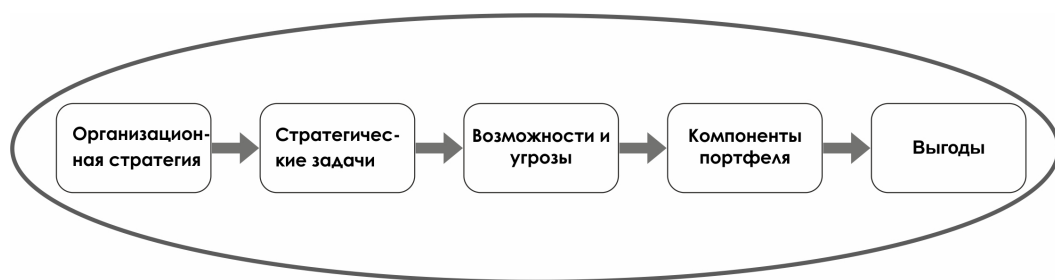 Организацион-
ная стратегия
Стратегичес-
кие задачи
Возможности и
угрозы
Компоненты
портфеля
Выгоды